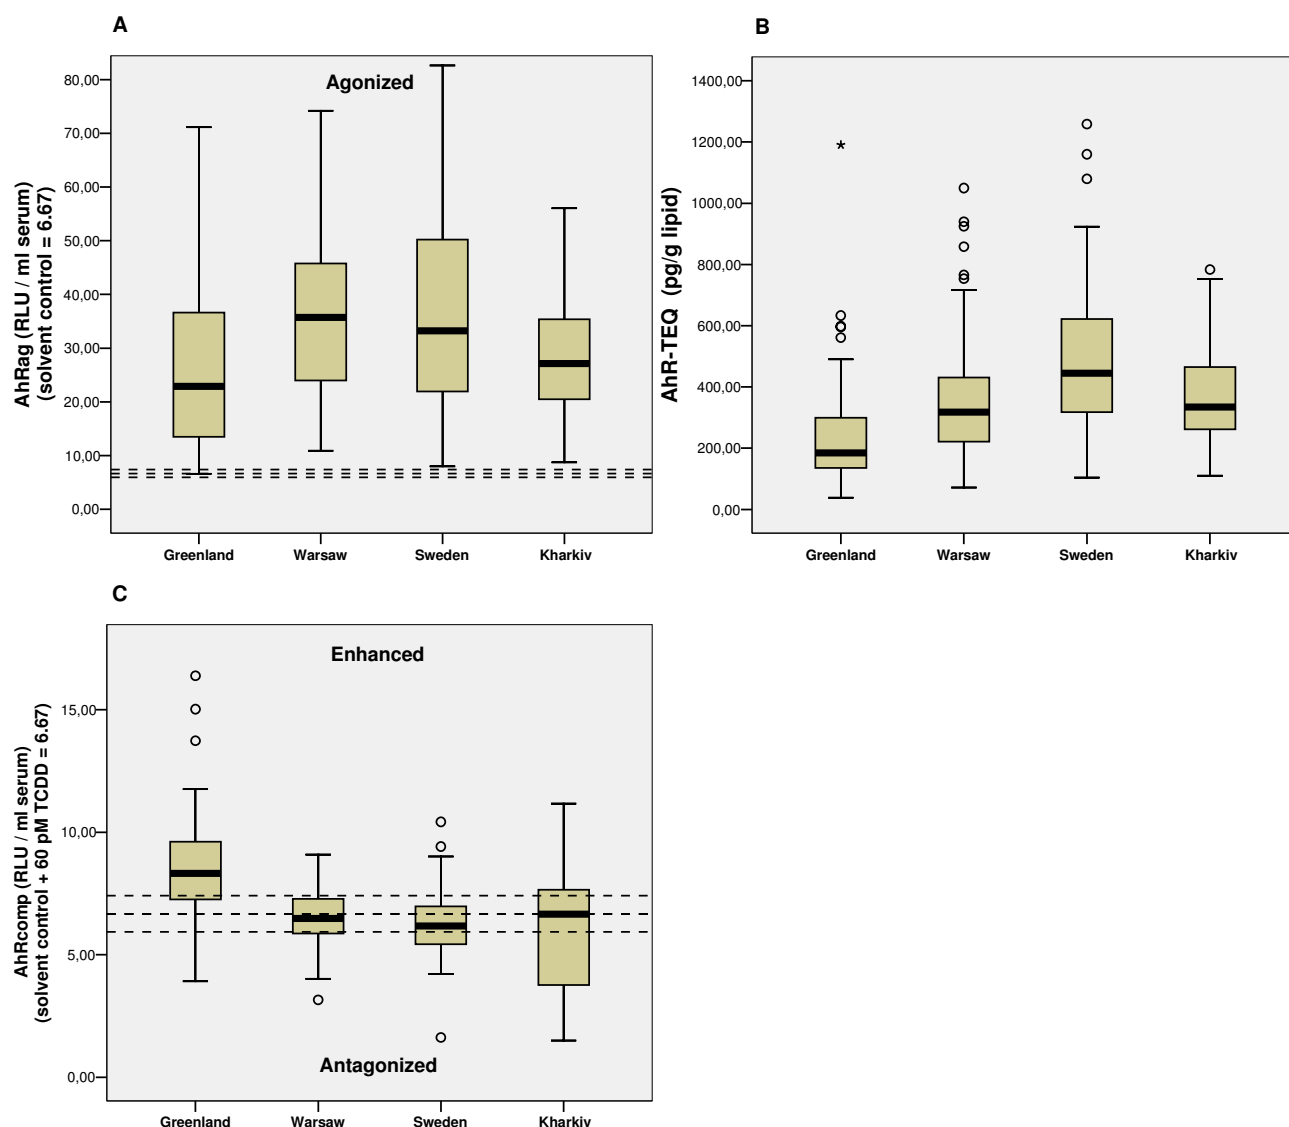 A
Agonized
AhRag (RLU / ml serum)
(solvent control = 6.67)
80,00
70,00
60,00
50,00
40,00
30,00
20,00
10,00
0,00
Greenland Warsaw Sweden Kharkiv
B
AhR-TEQ (pg/g lipid)
1400,00
1200,00
1000,00
800,00
600,00
400,00
200,00
0,00
Greenland Warsaw Sweden Kharkiv
C
Enhanced
AhRcomp (RLU / ml serum)
(solvent control + 60 pM TCDD = 6.67)
15,00
10,00
5,00
0,00
Antagonized
Greenland Warsaw Sweden Kharkiv